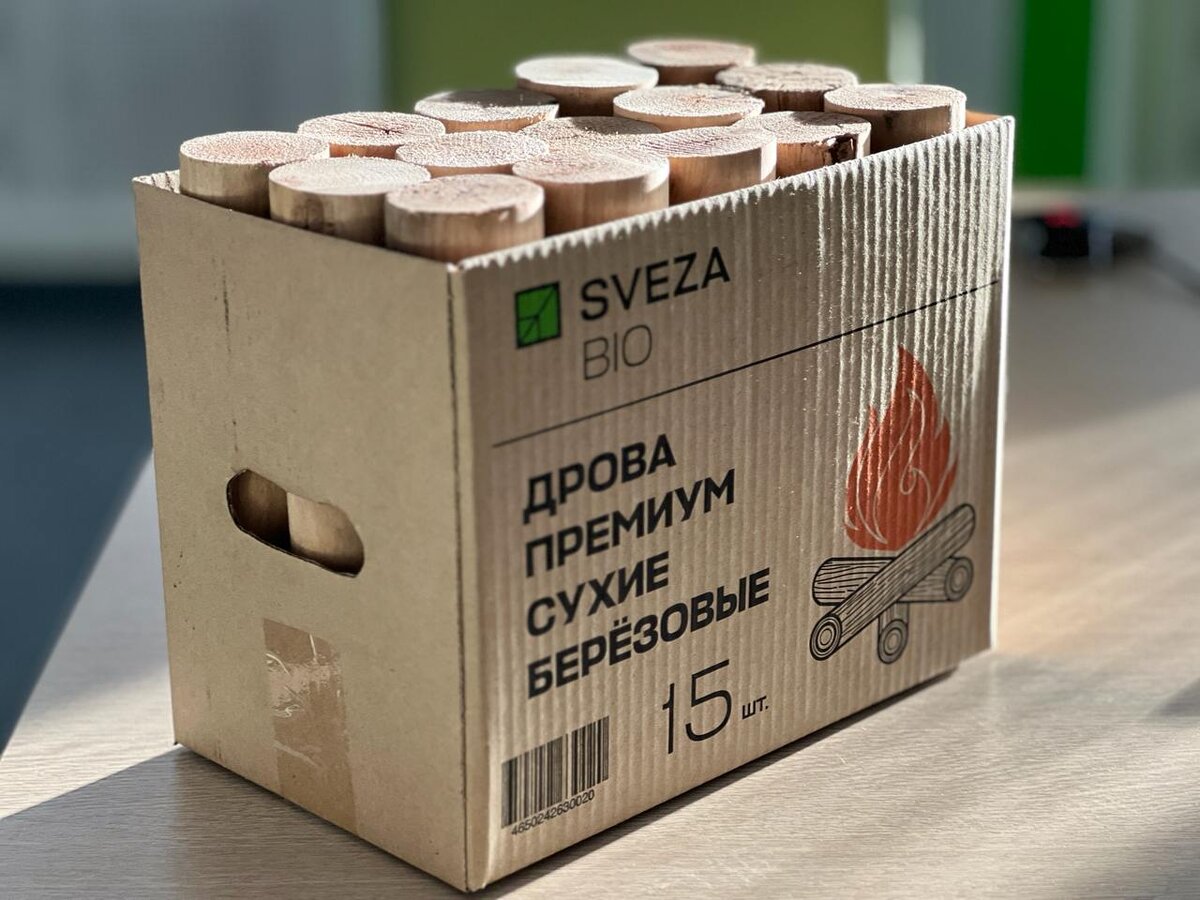 SVEZA
BIO
ДРОВА
ПРЕМИУМ
СУХИЕ
БЕРЁЗОВЫЕ
15 шт.
4650242630020